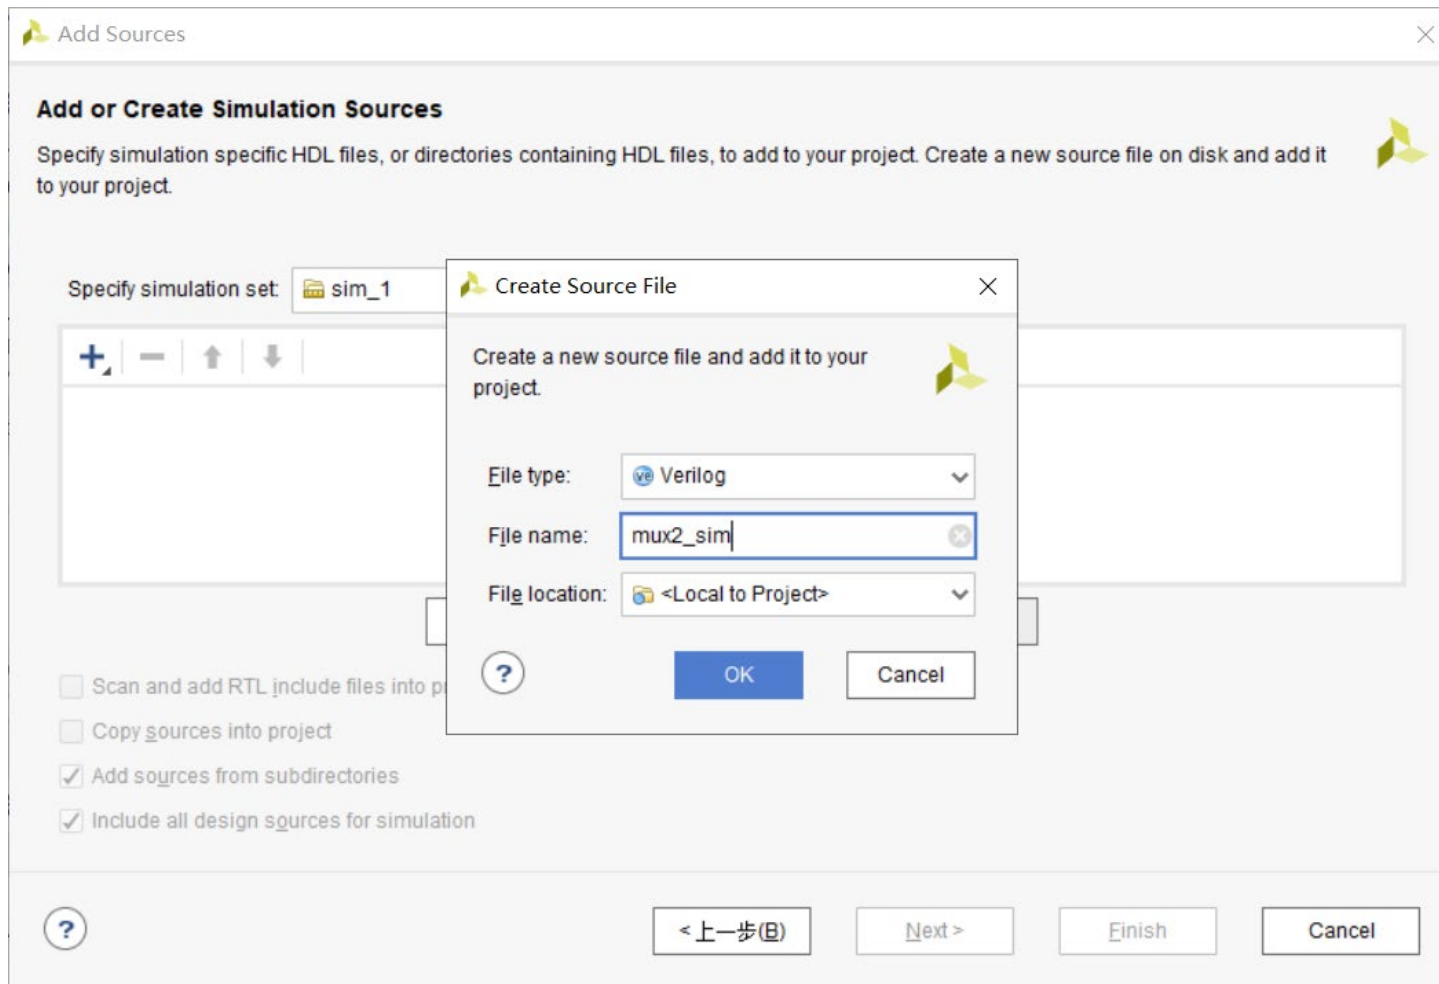 Add Sources
Add or Create Simulation Sources
Specify simulation specific HDL files, or directories containing HDL files, to add to your project. Create a new source file on disk and add it
to your project.
Specify simulation set: sim_1
Create Source File
Create a new source file and add it to your
project.
File type: Verilog
File name: mux2_sim
File location: <Local to Project>
OK Cancel
Scan and add RTL include files into
Copy sources into project
Add sources from subdirectories
Include all design sources for simulation
< 上一步(B) Next > Finish Cancel